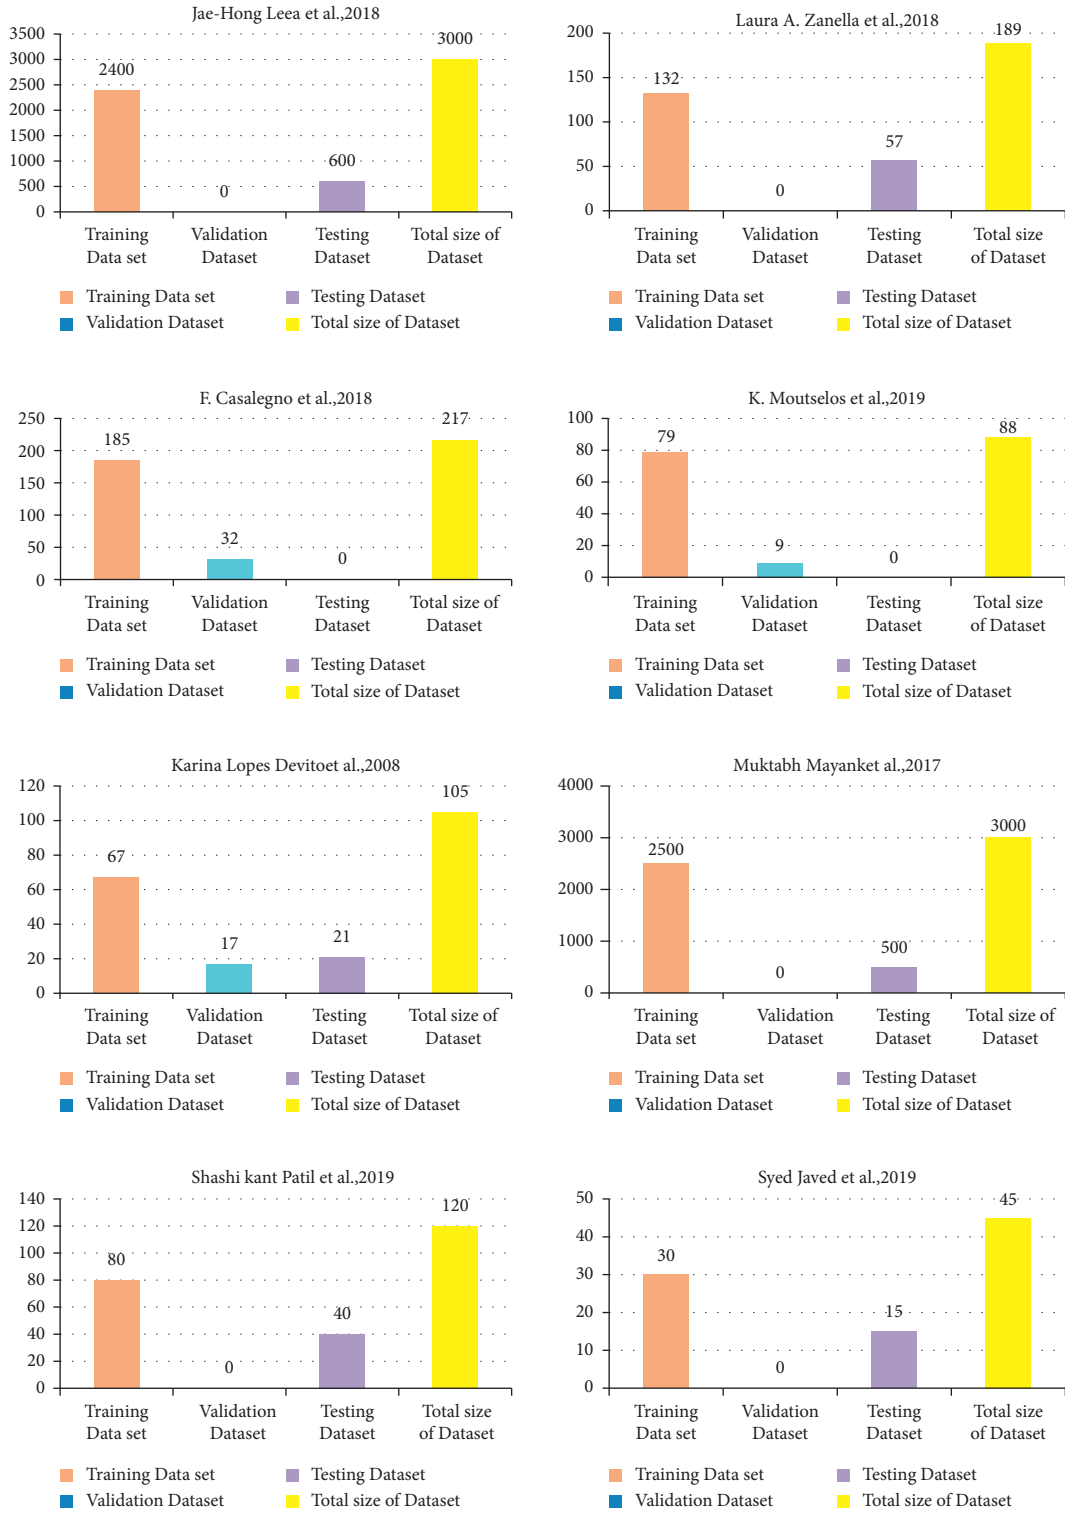 Jae-Hong Leea et al.,2018
3500
3000
2500
2000
1500
1000
500
0
2400
0
600
3000
Training
Data set
Validation
Dataset
Testing
Dataset
Total size of
Dataset
Training Data set
Validation Dataset
Testing Dataset
Total size of Dataset
Laura A. Zanella et al.,2018
200
150
100
50
0
132
0
57
189
Training
Data set
Validation
Dataset
Testing
Dataset
Total size
of Dataset
Training Data set
Validation Dataset
Testing Dataset
Total size of Dataset
F. Casalegno et al.,2018
250
200
150
100
50
0
185
32
0
217
Training
Data set
Validation
Dataset
Testing
Dataset
Total size of
Dataset
Training Data set
Validation Dataset
Testing Dataset
Total size of Dataset
K. Moutselos et al.,2019
100
80
60
40
20
0
79
9
0
88
Training
Data set
Validation
Dataset
Testing
Dataset
Total size
of Dataset
Training Data set
Validation Dataset
Testing Dataset
Total size of Dataset
Karina Lopes Devitoet al.,2008
120
100
80
60
40
20
0
67
17
21
105
Training
Data set
Validation
Dataset
Testing
Dataset
Total size of
Dataset
Training Data set
Validation Dataset
Testing Dataset
Total size of Dataset
Muktabh Mayanket al.,2017
4000
3000
2000
1000
0
2500
0
500
3000
Training
Data set
Validation
Dataset
Testing
Dataset
Total size of
Dataset
Training Data set
Validation Dataset
Testing Dataset
Total size of Dataset
Shashi kant Patil et al.,2019
140
120
100
80
60
40
20
0
80
0
40
120
Training
Data set
Validation
Dataset
Testing
Dataset
Total size
of Dataset
Training Data set
Validation Dataset
Testing Dataset
Total size of Dataset
Syed Javed et al.,2019
50
40
30
20
10
0
30
0
15
45
Training
Data set
Validation
Dataset
Testing
Dataset
Total size
of Dataset
Training Data set
Validation Dataset
Testing Dataset
Total size of Dataset